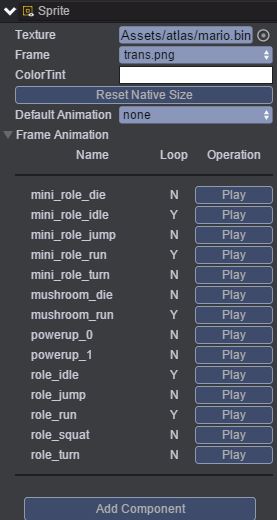 Sprite
Texture Assets/atlas/mario.bin
Frame trans.png
ColorTint
Reset Native Size
Default Animation none
Frame Animation
Name Loop Operation
mini_role_die N Play
mini_role_idle Y Play
mini_role_jump N Play
mini_role_run Y Play
mini_role_turn N Play
mushroom_die N Play
mushroom_run Y Play
powerup_0 N Play
powerup_1 N Play
role_idle Y Play
role_jump N Play
role_run Y Play
role_squat N Play
role_turn N Play
Add Component